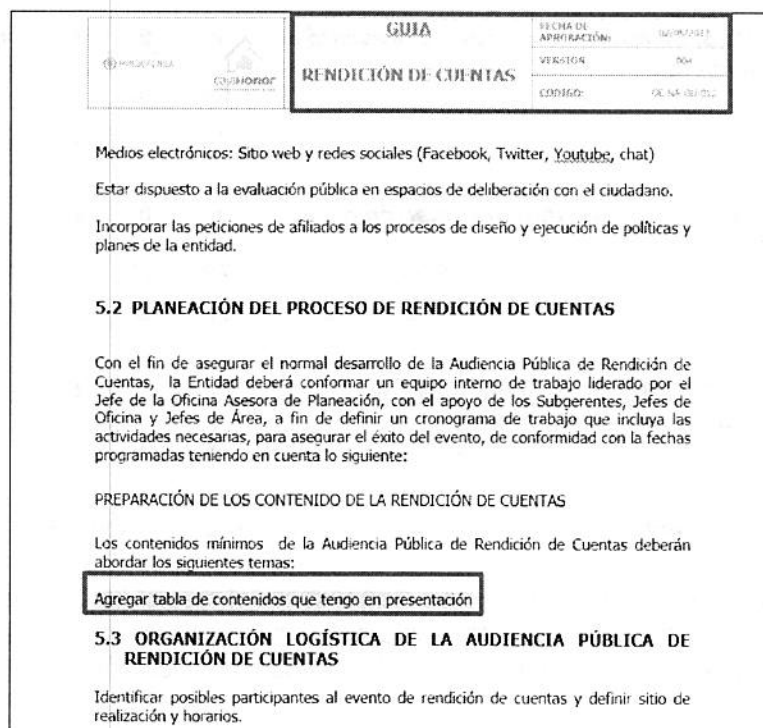 GUIA
RENDICIÓN DE CUENTAS
FECHA DE
APROBACIÓN:
VERSION
004
CODIGO:
CAJAHONOR
Medios electrónicos: Sitio web y redes sociales (Facebook, Twitter, Youtube, chat)
Estar dispuesto a la evaluación pública en espacios de deliberación con el ciudadano.
Incorporar las peticiones de afiliados a los procesos de diseño y ejecución de políticas y
planes de la entidad.
5.2 PLANEACIÓN DEL PROCESO DE RENDICIÓN DE CUENTAS
Con el fin de asegurar el normal desarrollo de la Audiencia Pública de Rendición de
Cuentas, la Entidad deberá conformar un equipo interno de trabajo liderado por el
Jefe de la Oficina Asesora de Planeación, con el apoyo de los Subgerentes, Jefes de
Oficina y Jefes de Área, a fin de definir un cronograma de trabajo que incluya las
actividades necesarias, para asegurar el éxito del evento, de conformidad con la fechas
programadas teniendo en cuenta lo siguiente:
PREPARACIÓN DE LOS CONTENIDO DE LA RENDICIÓN DE CUENTAS
Los contenidos mínimos de la Audiencia Pública de Rendición de Cuentas deberán
abordar los siguientes temas:
Agregar tabla de contenidos que tengo en presentación
5.3 ORGANIZACIÓN LOGÍSTICA DE LA AUDIENCIA PÚBLICA DE
RENDICIÓN DE CUENTAS
Identificar posibles participantes al evento de rendición de cuentas y definir sitio de
realización y horarios.